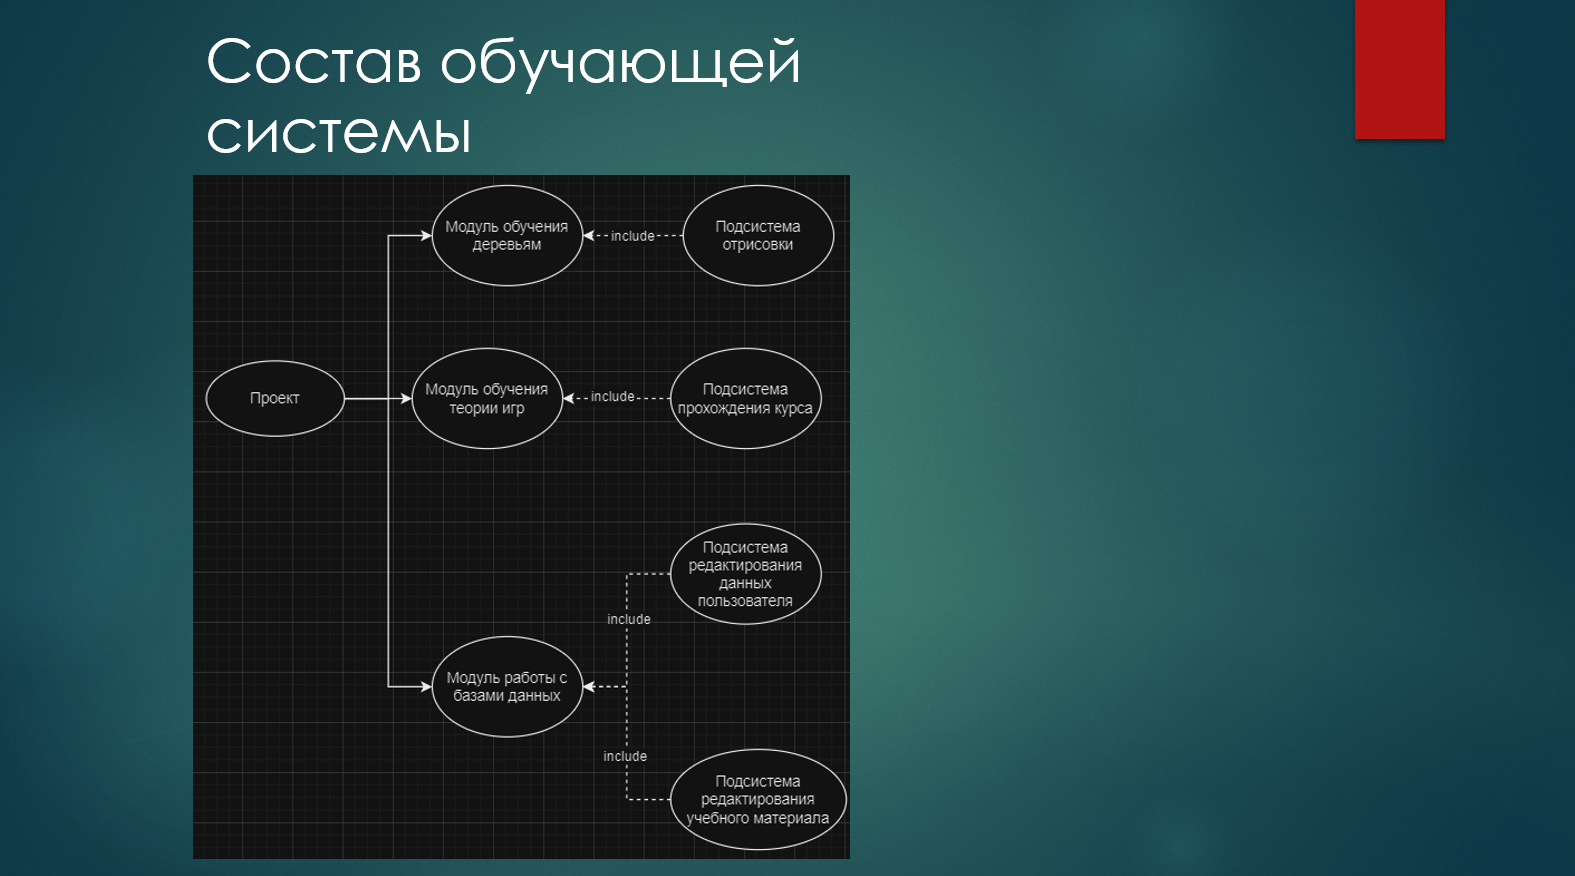 Состав обучающей
системы
Модуль обучения
деревьям
include
Подсистема
отрисовки
Проект
Модуль обучения
теории игр
include
Подсистема
прохождения курса
Подсистема
редактирования
данных
пользователя
include
Модуль работы с
базами данных
include
Подсистема
редактирования
учебного материала